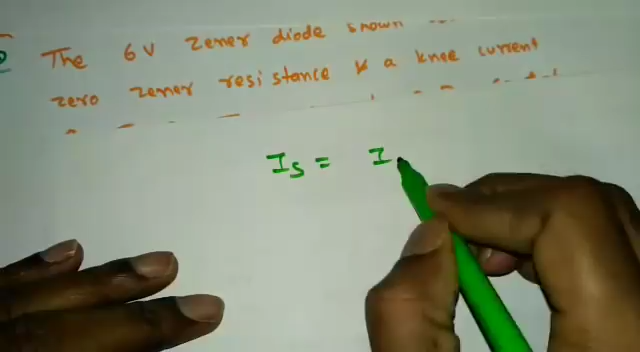 The 6V zener diode shown
zero zener resistance & a knee current
Is = I